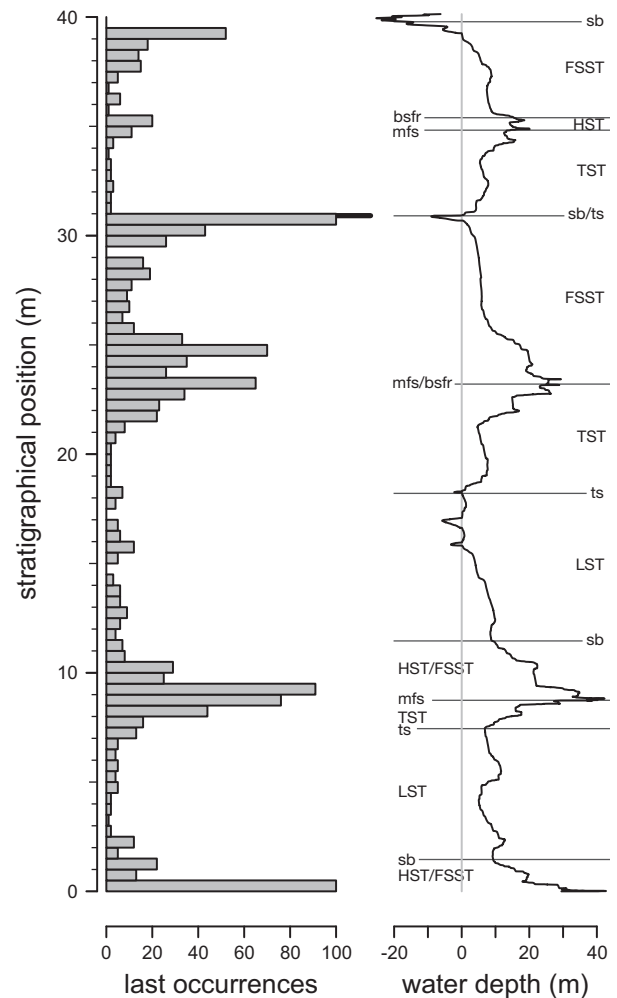 40
sb
FSST
bsfr
HST
mfs
TST
30
sb/ts
FSST
mfs/bsfr
TST
20
ts
LST
sb
10
HST/FSST
mfs
TST
ts
LST
sb
HST/FSST
0
stratigraphical position (m)
0 20 40 60 80 100
last occurrences
-20 0 20 40
water depth (m)